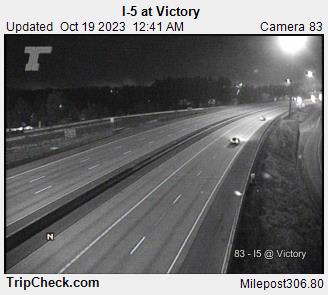 I-5 at Victory
Updated Oct 19 2023 12:41 AM Camera 83
T
N
83 - I5 @ Victory
TripCheck.com Milepost306.80